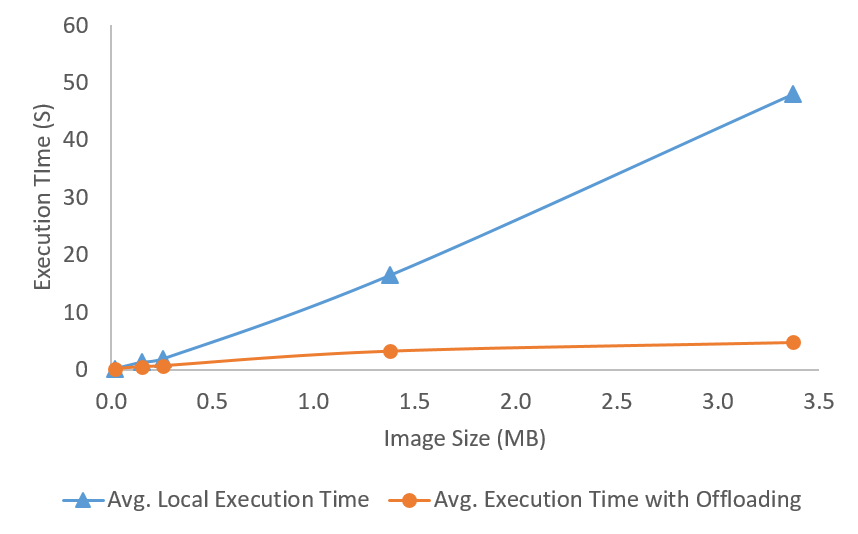 60
50
40
30
20
10
0
Execution TIme (S)
0.0 0.5 1.0 1.5 2.0 2.5 3.0 3.5
Image Size (MB)
Avg. Local Execution Time Avg. Execution Time with Offloading